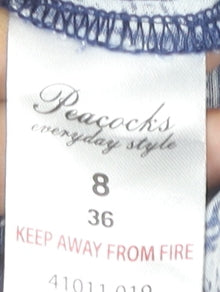 Peacocks
everyday style
8
36
KEEP AWAY FROM FIRE